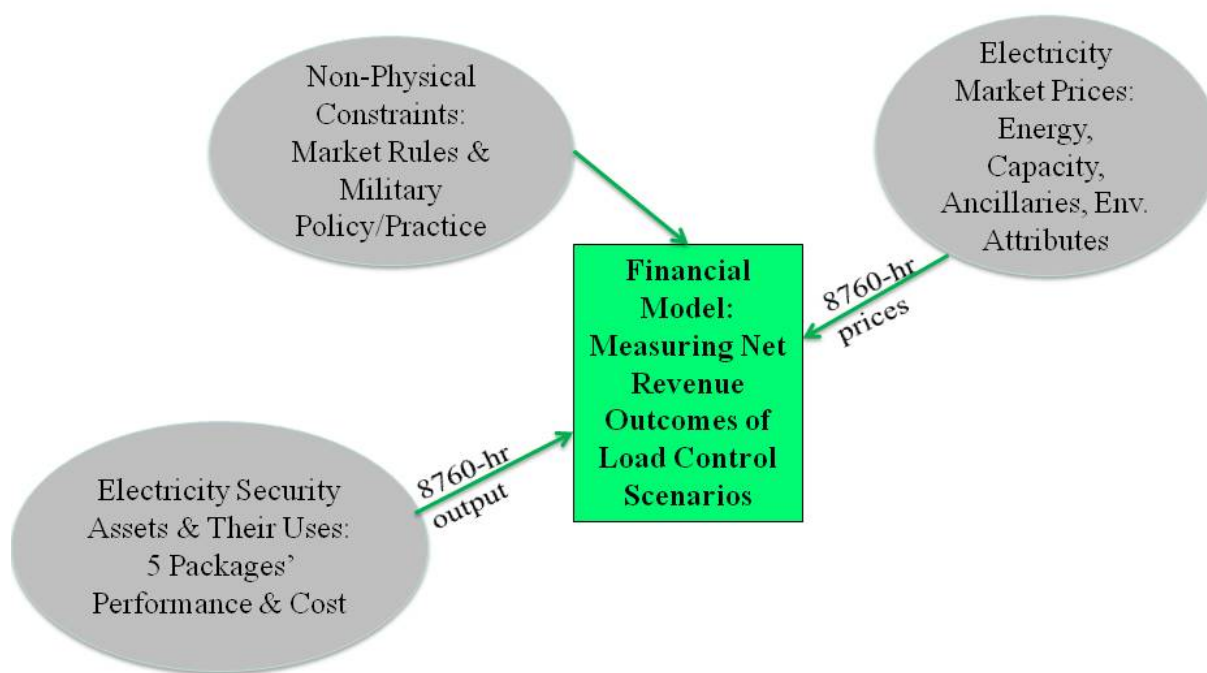 Non-Physical
Constraints:
Market Rules &
Military
Policy/Practice
Electricity
Market Prices:
Energy,
Capacity,
Ancillaries, Env.
Attributes
8760-hr
prices
Financial
Model:
Measuring Net
Revenue
Outcomes of
Load Control
Scenarios
8760-hr
output
Electricity Security
Assets & Their Uses:
5 Packages’
Performance & Cost